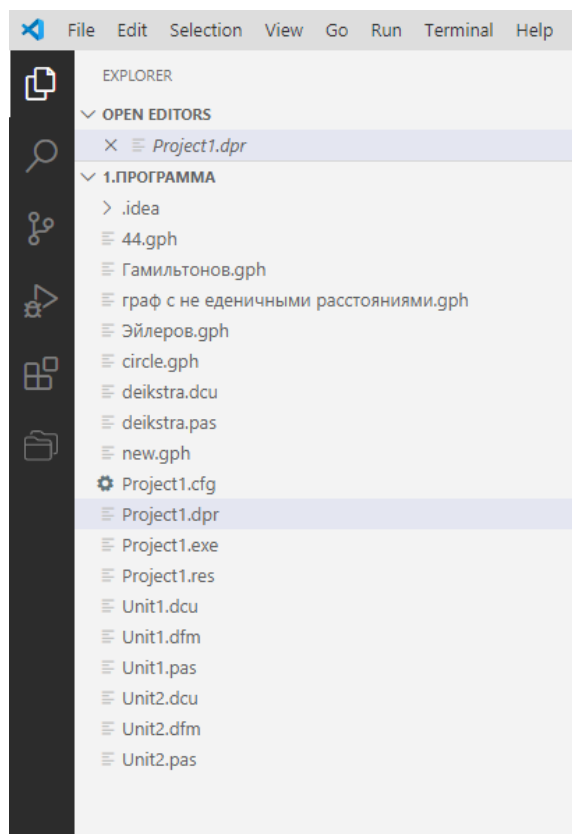 File Edit Selection View Go Run Terminal Help
EXPLORER
OPEN EDITORS
Project1.dpr
1.ПРОГРАММА
.idea
44.gph
Гамильтонов.gph
граф с не еденичными расстояниями.gph
Эйлеров.gph
circle.gph
deikstra.dcu
deikstra.pas
new.gph
Project1.cfg
Project1.dpr
Project1.exe
Project1.res
Unit1.dcu
Unit1.dfm
Unit1.pas
Unit2.dcu
Unit2.dfm
Unit2.pas